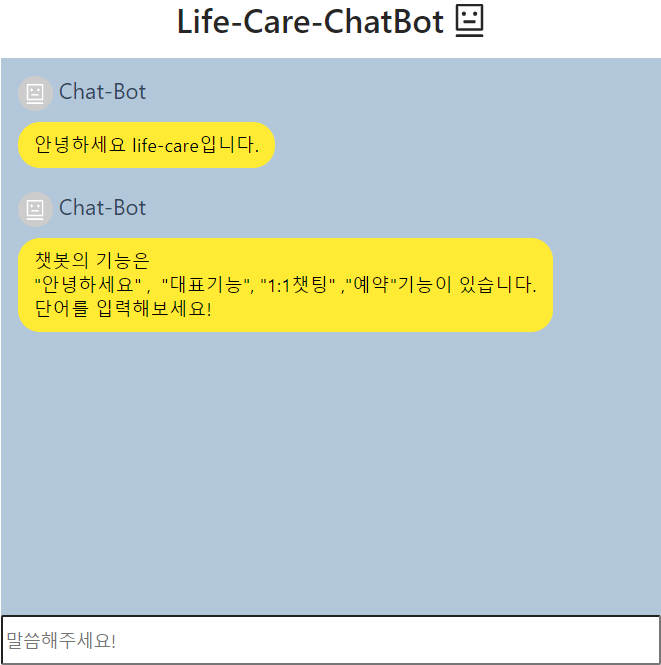 Life-Care-ChatBot
Chat-Bot
안녕하세요 life-care입니다.
Chat-Bot
챗봇의 기능은
"안녕하세요" ,  "대표기능", "1:1챗팅" ,"예약"기능이 있습니다.
단어를 입력해보세요!
말씀해주세요!